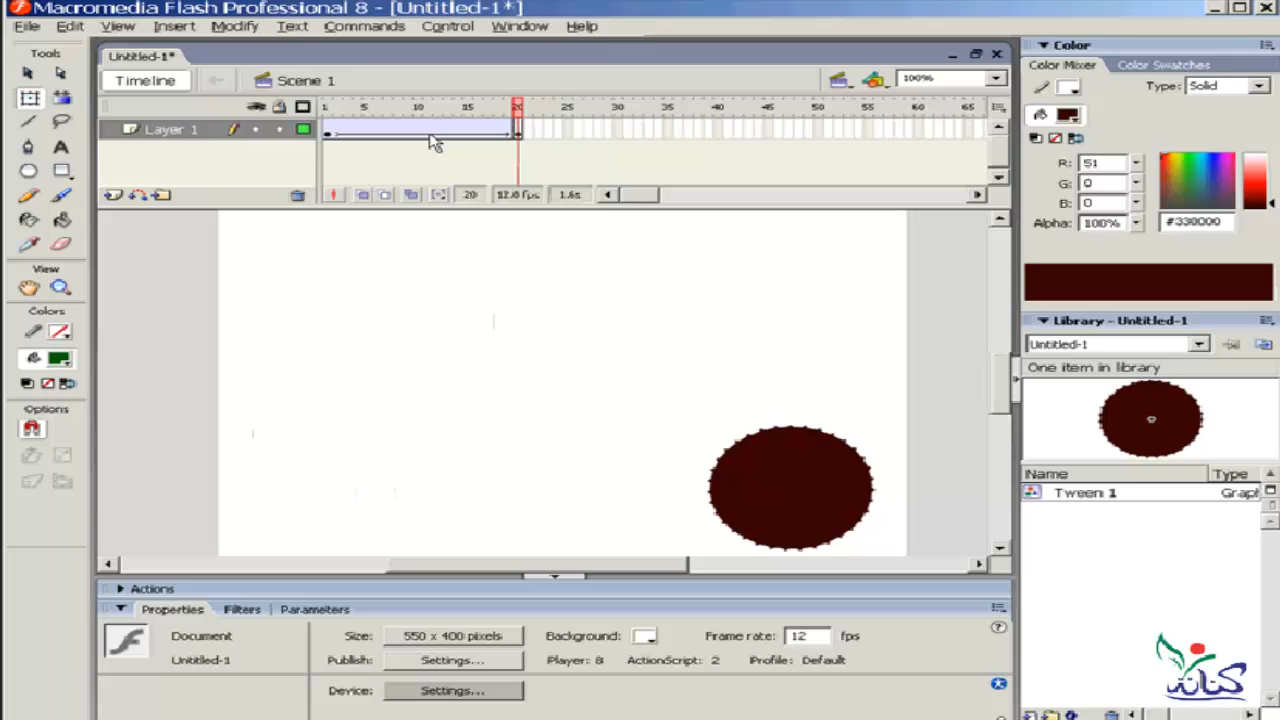 Macromedia Flash Professional 8 - [Untitled-1*]
File Edit View Insert Modify Text Commands Control Window Help
Tools
Untitled-1*
Timeline
Scene 1
100%
1 5 10 15 20 25 30 35 40 45 50 55 60 65
Layer 1
20 12.0 fps 1.6s
View
Colors
Options
Color
Color Mixer Color Swatches
Type: Solid
R: 51
G: 0
B: 0
Alpha: 100% #330000
Library - Untitled-1
Untitled-1
One item in library
Name Type
Tween 1 Graph
Actions
Properties Filters Parameters
Document Size: 550 x 400 pixels Background: Frame rate: 12 fps
Untitled-1 Publish: Settings... Player: 8 ActionScript: 2 Profile: Default
Device: Settings...